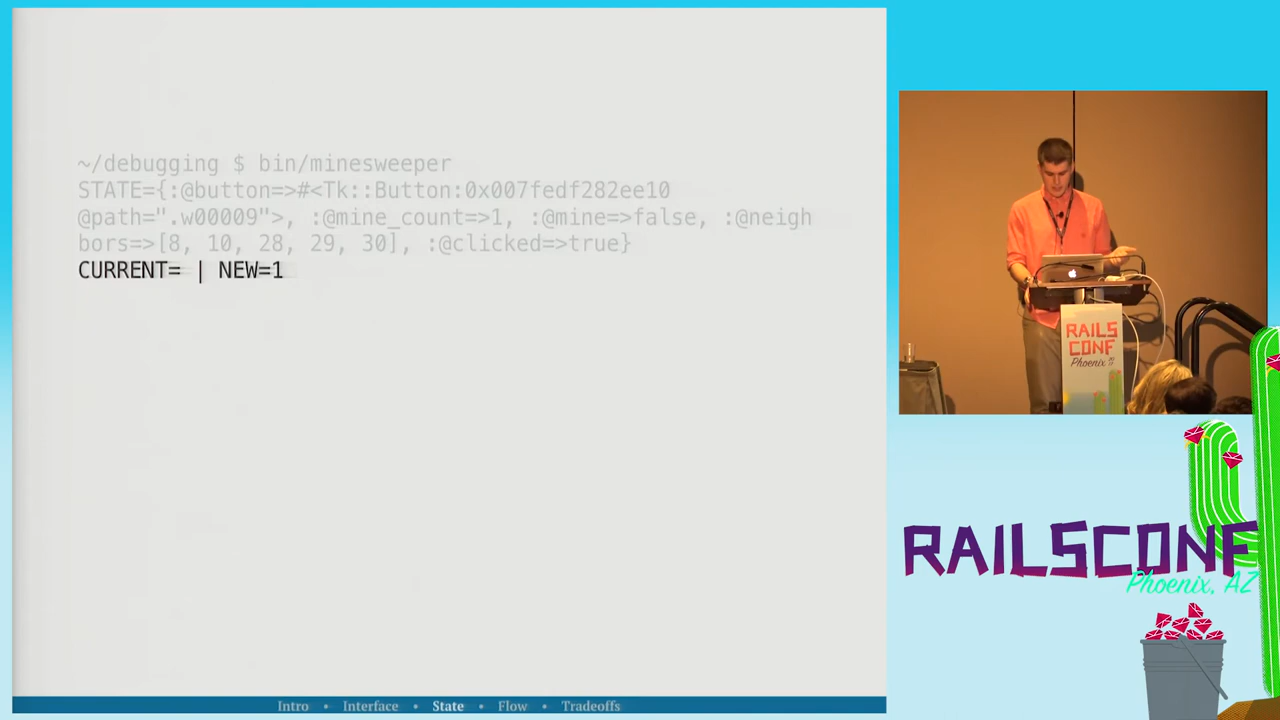 ~/debugging $ bin/minesweeper
STATE={:@button=>#<Tk::Button:0x007fedf282ee10
@path=".w00009">, :@mine_count=>1, :@mine=>false, :@neigh
bors=>[8, 10, 28, 29, 30], :@clicked=>true}
CURRENT= | NEW=1
Intro • Interface • State • Flow • Tradeoffs
RAILS
CONF
Phoenix AZ
RAILSCONF
Phoenix, AZ